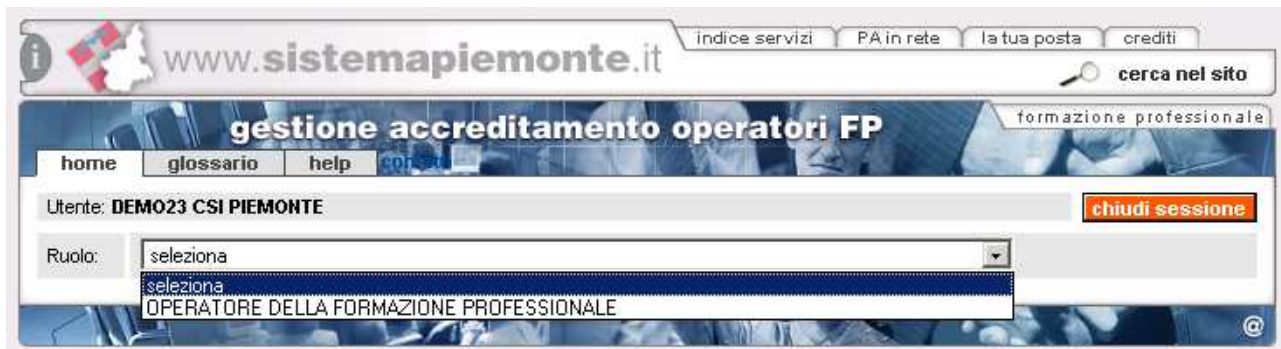 indice servizi PA in rete la tua posta crediti
i www.sistemapiemonte.it
cerca nel sito
gestione accreditamento operatori FP
formazione professionale
home glossario help
Utente: DEMO23 CSI PIEMONTE chiudi sessione
Ruolo: seleziona
seleziona
OPERATORE DELLA FORMAZIONE PROFESSIONALE
@